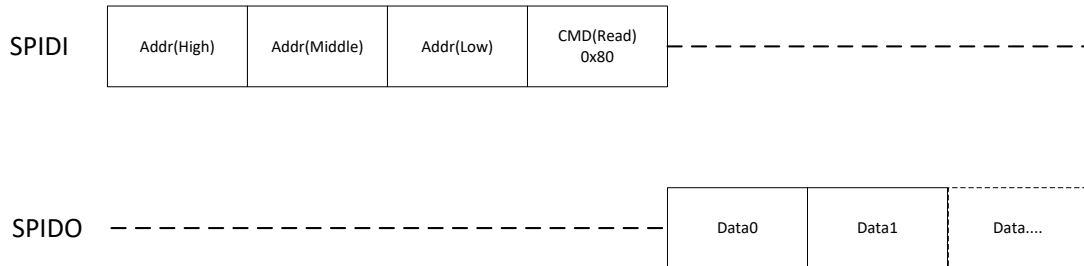 SPIDI
Addr(High)
Addr(Middle)
Addr(Low)
CMD(Read)
0x80
SPIDO
Data0
Data1
Data....